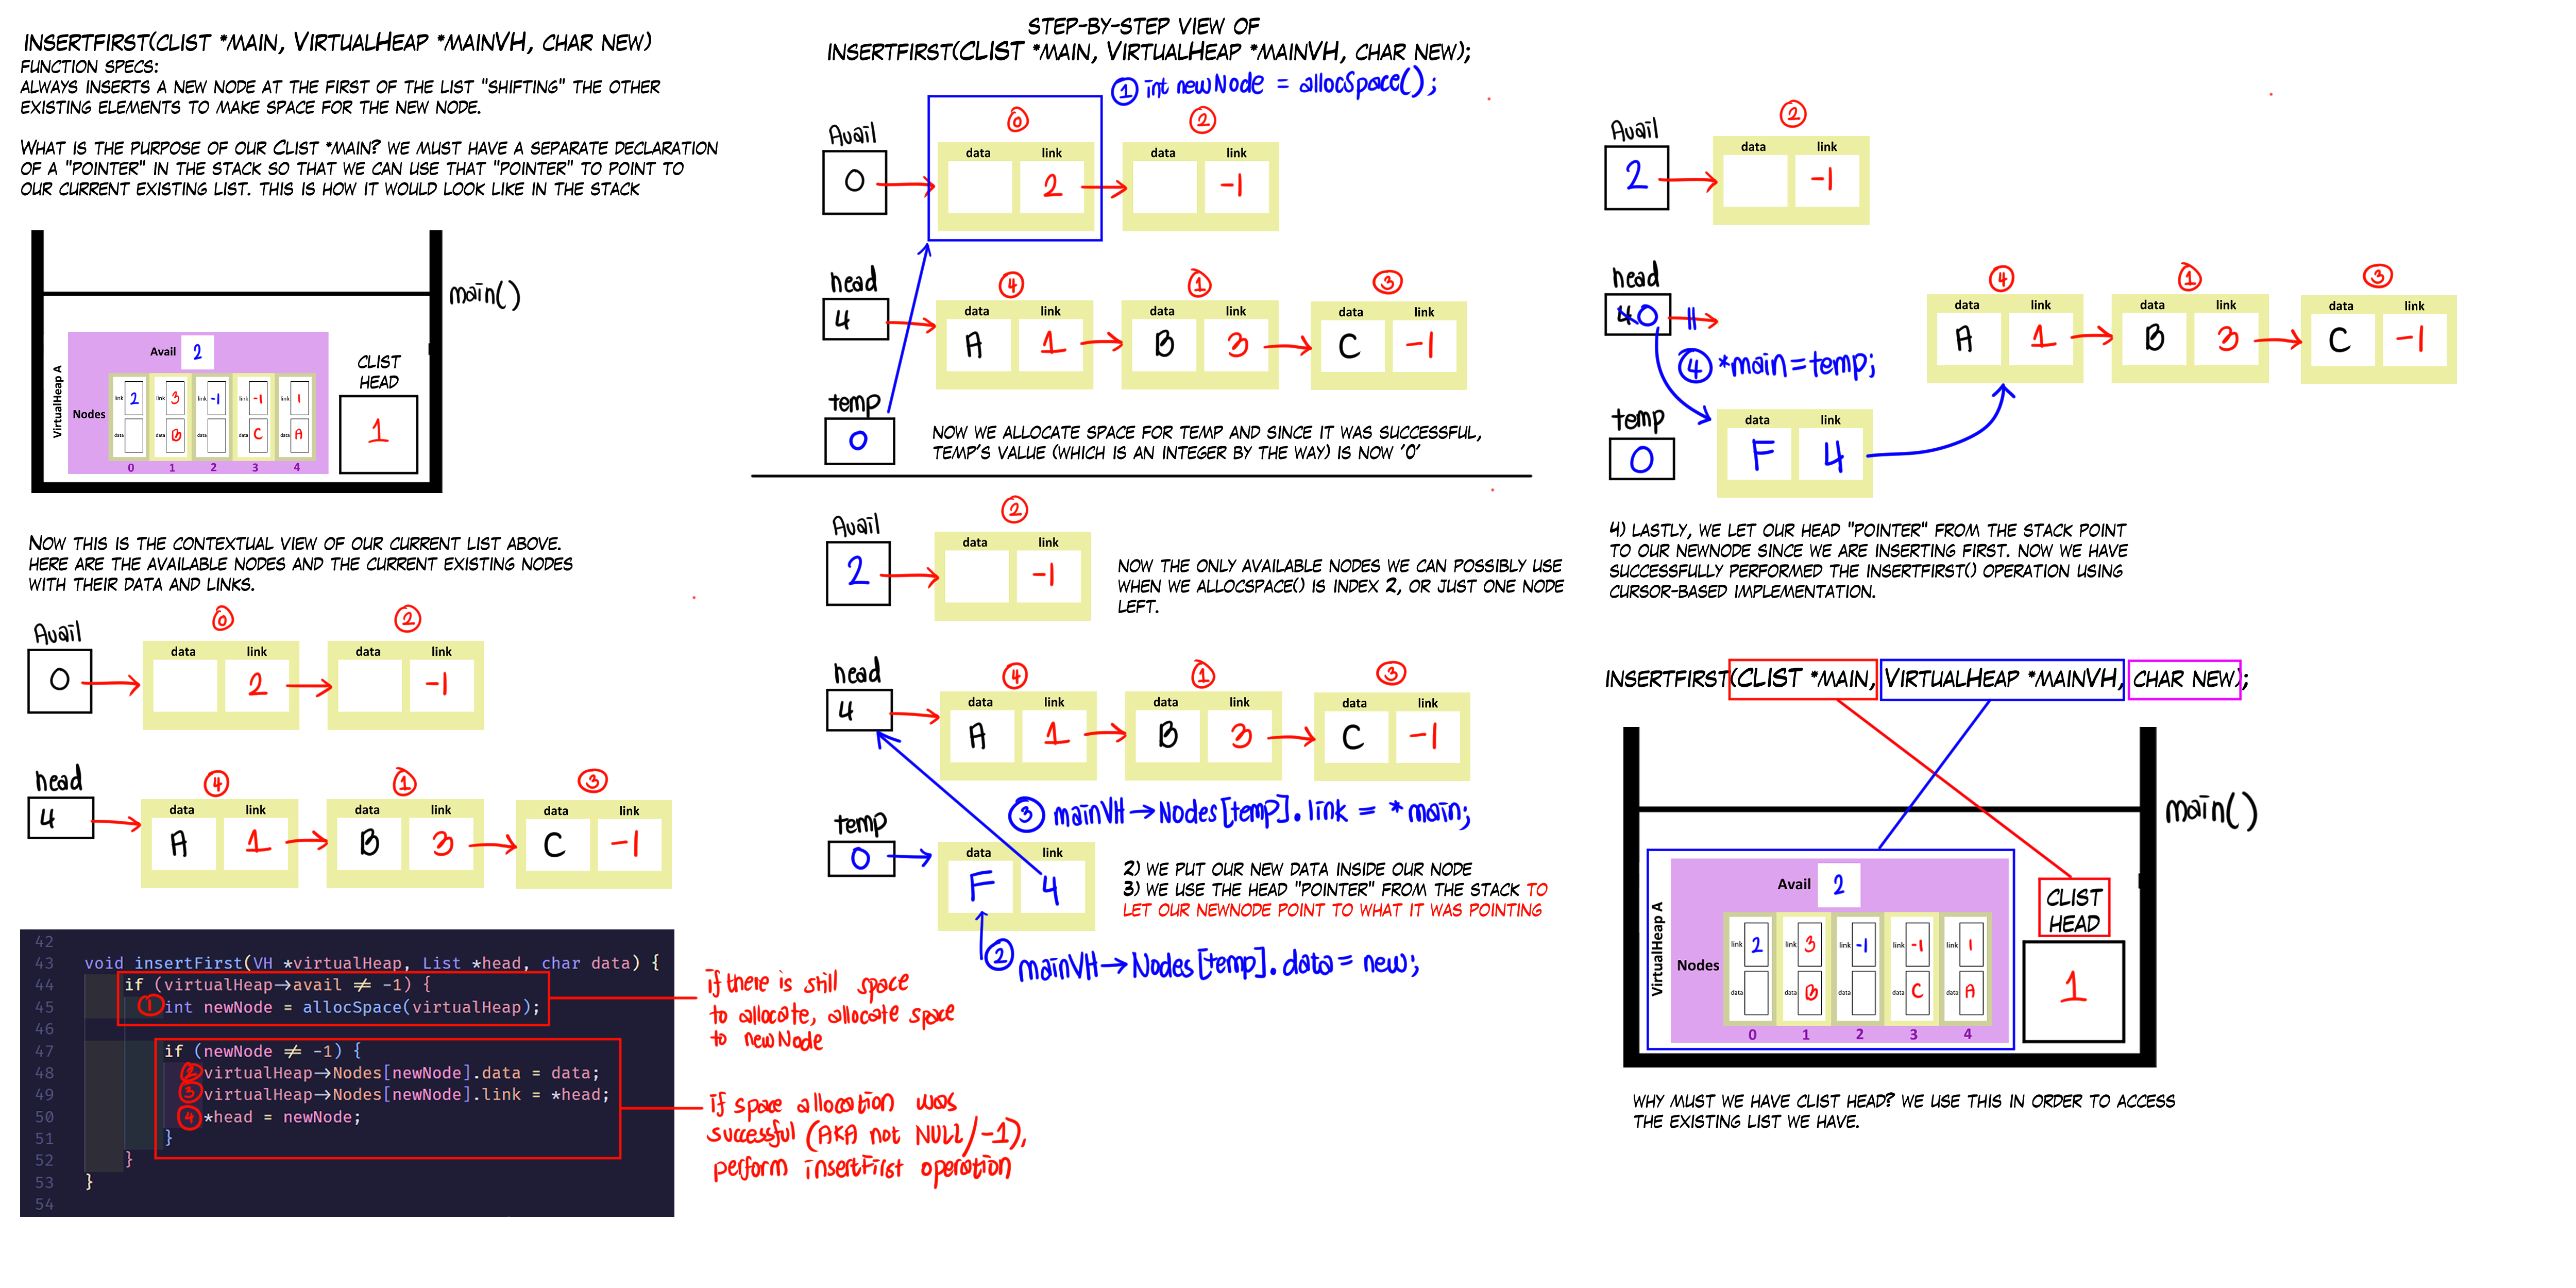 INSERTFIRST(CLIST *MAIN, VIRTUALHEAP *MAINVH, CHAR NEW)
FUNCTION SPECS:
ALWAYS INSERTS A NEW NODE AT THE FIRST OF THE LIST "SHIFTING" THE OTHER
EXISTING ELEMENTS TO MAKE SPACE FOR THE NEW NODE.
WHAT IS THE PURPOSE OF OUR CLIST *MAIN? WE MUST HAVE A SEPARATE DECLARATION
OF A "POINTER" IN THE STACK SO THAT WE CAN USE THAT "POINTER" TO POINT TO
OUR CURRENT EXISTING LIST. THIS IS HOW IT WOULD LOOK LIKE IN THE STACK
main()
VirtualHeap A
Avail 2
Nodes
link 2 link 3 link -1 link -1 link 1
data data B data data C data A
0 1 2 3 4
CLIST
HEAD
1
NOW THIS IS THE CONTEXTUAL VIEW OF OUR CURRENT LIST ABOVE.
HERE ARE THE AVAILABLE NODES AND THE CURRENT EXISTING NODES
WITH THEIR DATA AND LINKS.
Avail 0 2
data link data link
0 2 -1
head 4 1 3
data link data link data link
4 A 1 B 3 C -1
42
43 void insertFirst(VH *virtualHeap, List *head, char data) {
44 if (virtualHeap→avail ≠ -1) {
45 1 int newNode = allocSpace(virtualHeap);
46
47 if (newNode ≠ -1) {
48 2 virtualHeap→Nodes[newNode].data = data;
49 3 virtualHeap→Nodes[newNode].link = *head;
50 4 *head = newNode;
51 }
52 }
53 }
54
if there is still space
to allocate, allocate space
to newNode
if space allocation was
successful (AKA not NULL/-1),
perform insertFirst operation
STEP-BY-STEP VIEW OF
INSERTFIRST(CLIST *MAIN, VIRTUALHEAP *MAINVH, CHAR NEW);
1 int newNode = allocSpace();
Avail 0 2
data link data link
0 2 -1
head 4 1 3
data link data link data link
4 A 1 B 3 C -1
temp
0
NOW WE ALLOCATE SPACE FOR TEMP AND SINCE IT WAS SUCCESSFUL,
TEMP'S VALUE (WHICH IS AN INTEGER BY THE WAY) IS NOW '0'
Avail 2
data link
2 -1
NOW THE ONLY AVAILABLE NODES WE CAN POSSIBLY USE
WHEN WE ALLOCSPACE() IS INDEX 2, OR JUST ONE NODE
LEFT.
head 4 1 3
data link data link data link
4 A 1 B 3 C -1
3 mainVH→Nodes[temp].link = *main;
temp
data link
0 F 4
2) WE PUT OUR NEW DATA INSIDE OUR NODE
3) WE USE THE HEAD "POINTER" FROM THE STACK TO
LET OUR NEWNODE POINT TO WHAT IT WAS POINTING
2 mainVH→Nodes[temp].data = new;
Avail 2
data link
2 -1
head 4 1 3
data link data link data link
4 0 A 1 B 3 C -1
4 *main = temp;
temp
data link
0 F 4
4) LASTLY, WE LET OUR HEAD "POINTER" FROM THE STACK POINT
TO OUR NEWNODE SINCE WE ARE INSERTING FIRST. NOW WE HAVE
SUCCESSFULLY PERFORMED THE INSERTFIRST() OPERATION USING
CURSOR-BASED IMPLEMENTATION.
INSERTFIRST(CLIST *MAIN, VIRTUALHEAP *MAINVH, CHAR NEW);
main()
VirtualHeap A
Avail 2
Nodes
link 2 link 3 link -1 link -1 link 1
data data B data data C data A
0 1 2 3 4
CLIST
HEAD
1
WHY MUST WE HAVE CLIST HEAD? WE USE THIS IN ORDER TO ACCESS
THE EXISTING LIST WE HAVE.